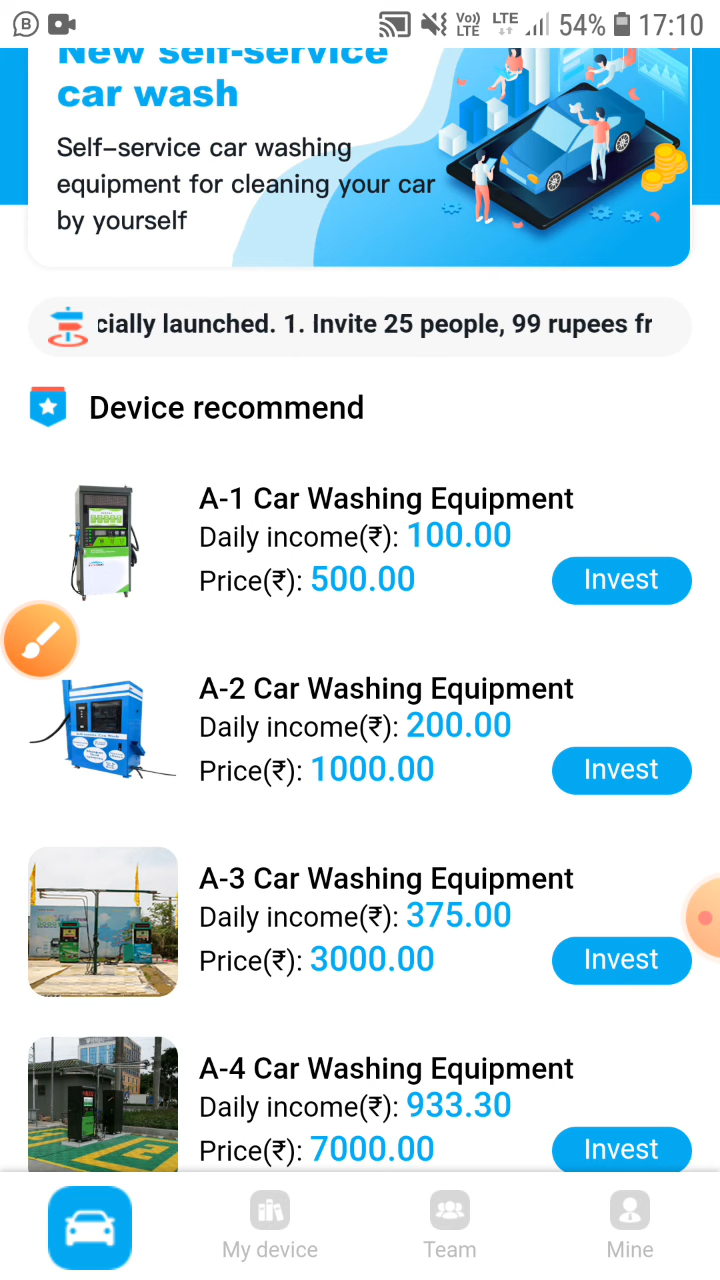 B
Vo))
LTE
LTE
54%
17:10
New self-service
car wash
Self-service car washing
equipment for cleaning your car
by yourself
cially launched. 1. Invite 25 people, 99 rupees fr
Device recommend
A-1 Car Washing Equipment
Daily income(₹): 100.00
Price(₹): 500.00
Invest
A-2 Car Washing Equipment
Daily income(₹): 200.00
Price(₹): 1000.00
Invest
A-3 Car Washing Equipment
Daily income(₹): 375.00
Price(₹): 3000.00
Invest
A-4 Car Washing Equipment
Daily income(₹): 933.30
Price(₹): 7000.00
Invest
My device
Team
Mine